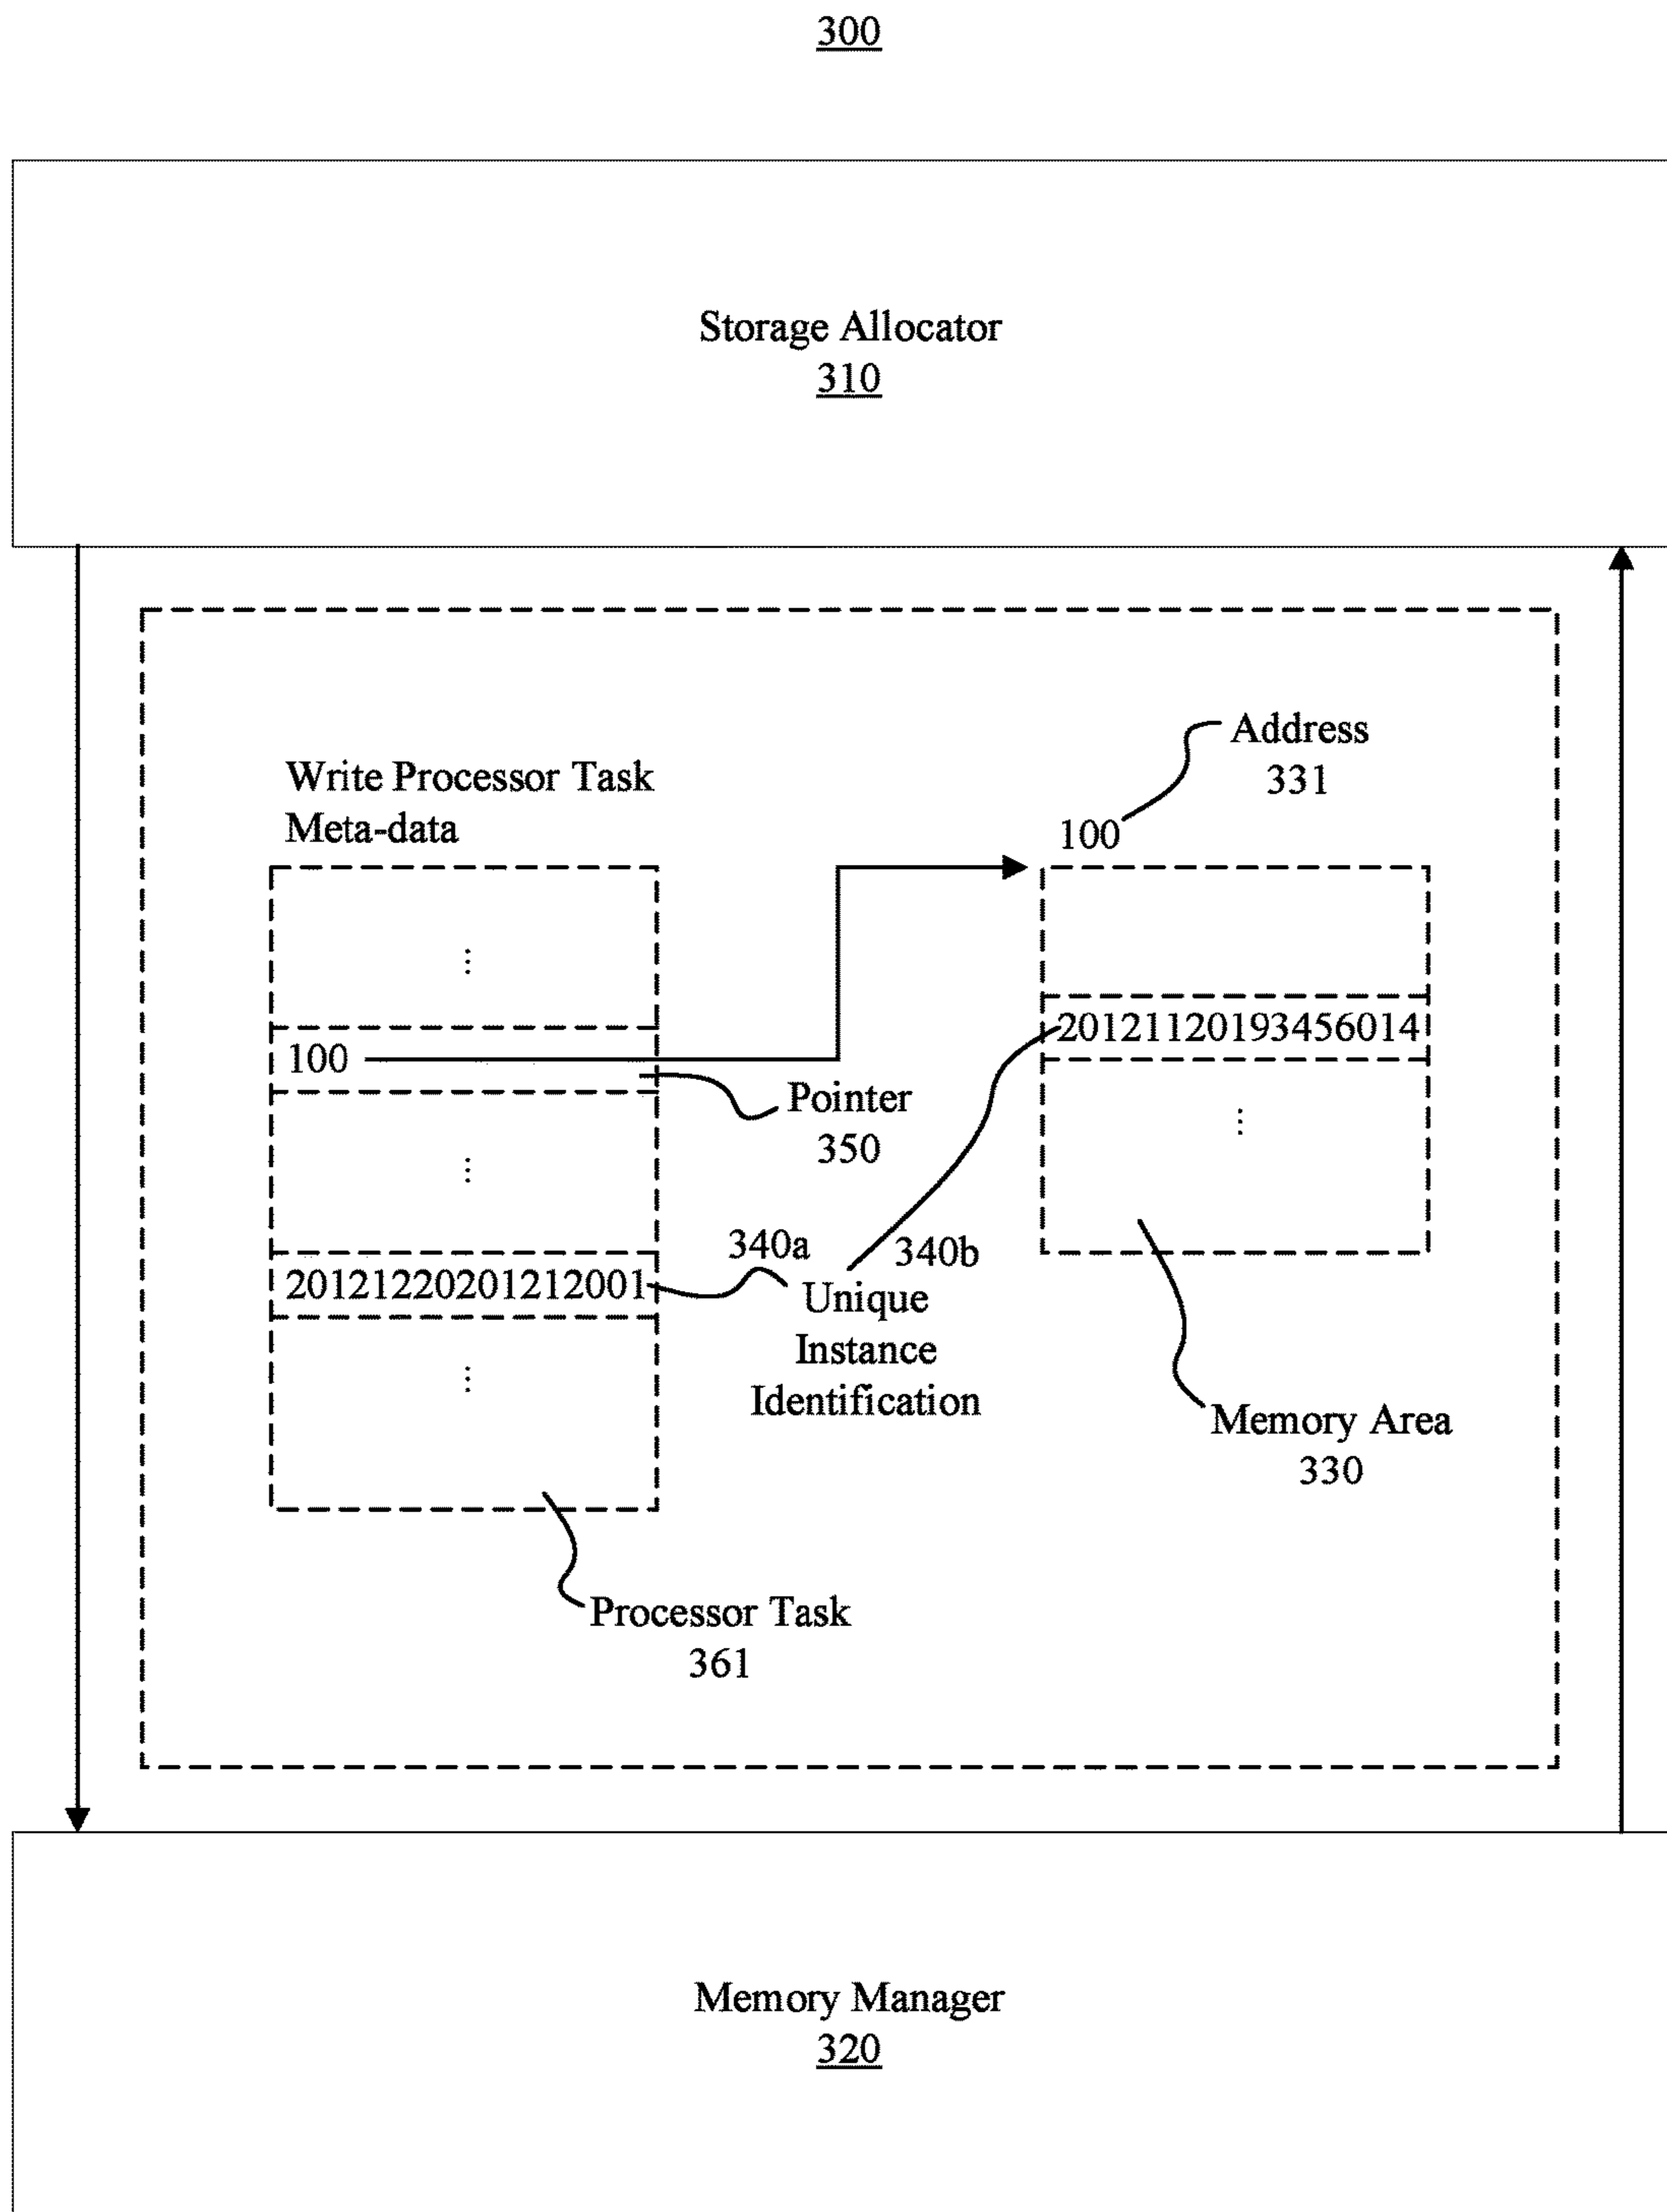 300
Storage Allocator
310
Address
331
Write Processor Task
Meta-data
100
⋮
20121120193456014
100
Pointer
350
⋮
⋮
340a
340b
20121220201212001
Unique
Instance
Identification
⋮
Memory Area
330
Processor Task
361
Memory Manager
320